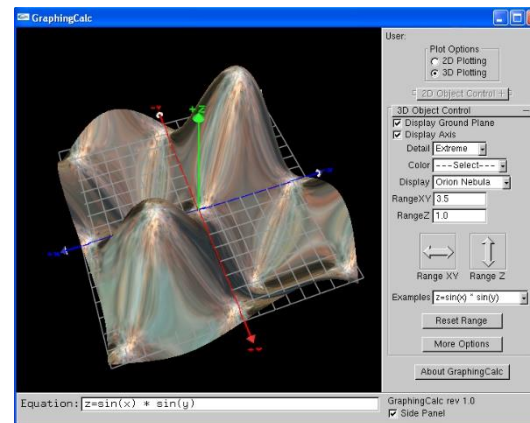 GraphingCalc
User:
Plot Options
2D Plotting
3D Plotting
2D Object Control +
3D Object Control −
Display Ground Plane
Display Axis
Detail Extreme
Color ---Select---
Display Orion Nebula
RangeXY 3.5
RangeZ 1.0
Range XY Range Z
Examples z=sin(x) * sin(y)
Reset Range
More Options
About GraphingCalc
+Z
Equation: z=sin(x) * sin(y)
GraphingCalc rev 1.0
Side Panel